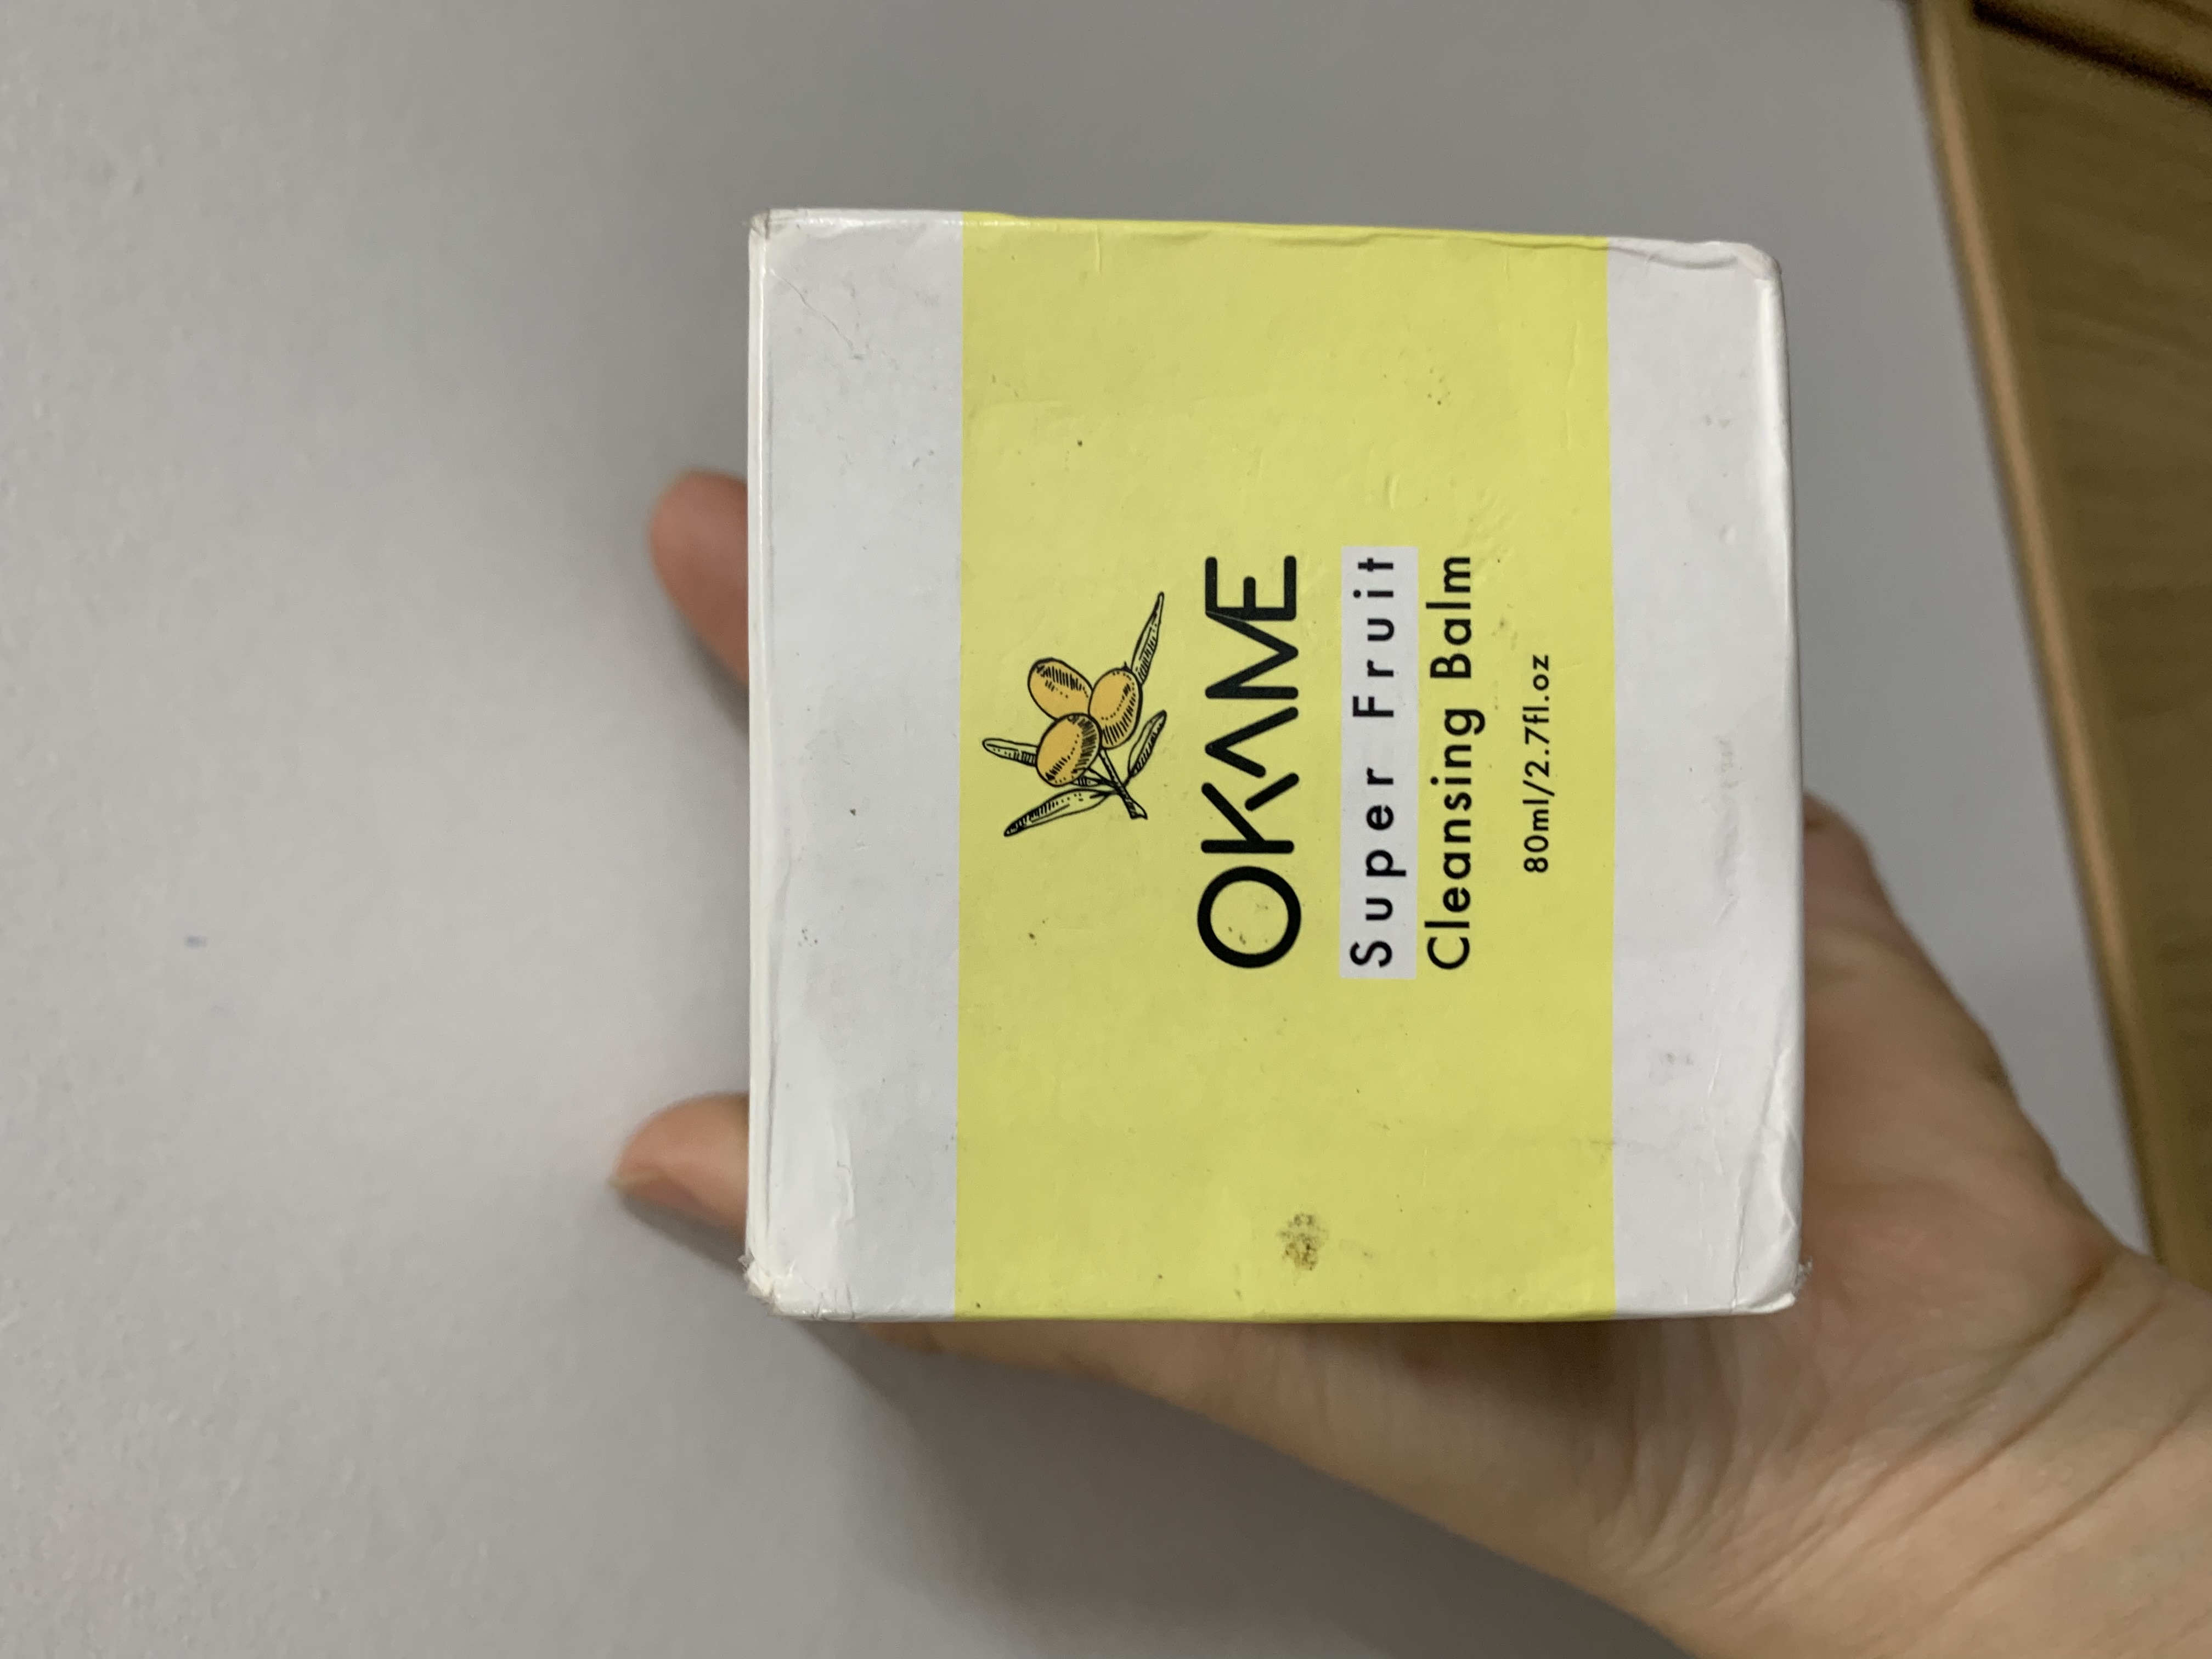 OKAME
Super Fruit
Cleansing Balm
80ml/2.7fl.oz